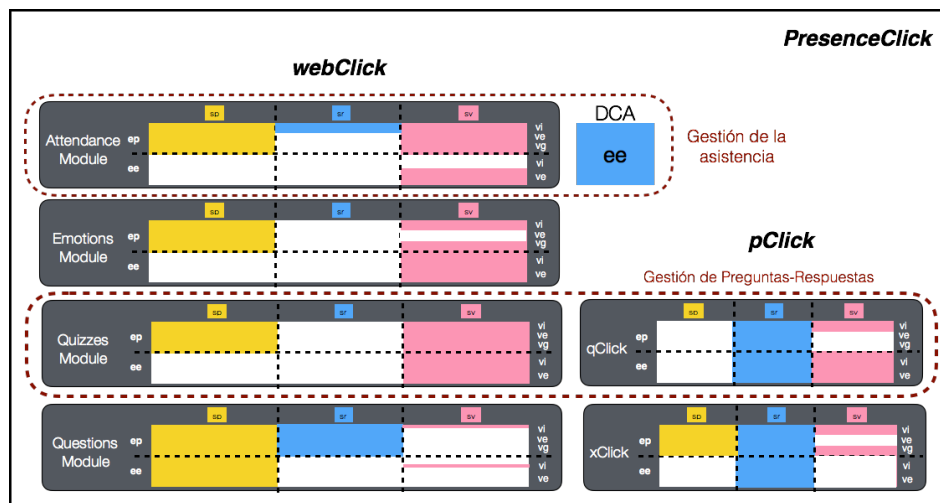 PresenceClick
webClick
sp
sr
sv
DCA
Attendance
Module
ep
ee
vi
ve
vg
vi
ve
ee
Gestión de la
asistencia
sp
sr
sv
Emotions
Module
ep
ee
vi
ve
vg
vi
ve
pClick
Gestión de Preguntas-Respuestas
sp
sr
sv
Quizzes
Module
ep
ee
vi
ve
vg
vi
ve
sp
sr
sv
qClick
ep
ee
vi
ve
vg
vi
ve
sp
sr
sv
Questions
Module
ep
ee
vi
ve
vg
vi
ve
sp
sr
sv
xClick
ep
ee
vi
ve
vg
vi
ve